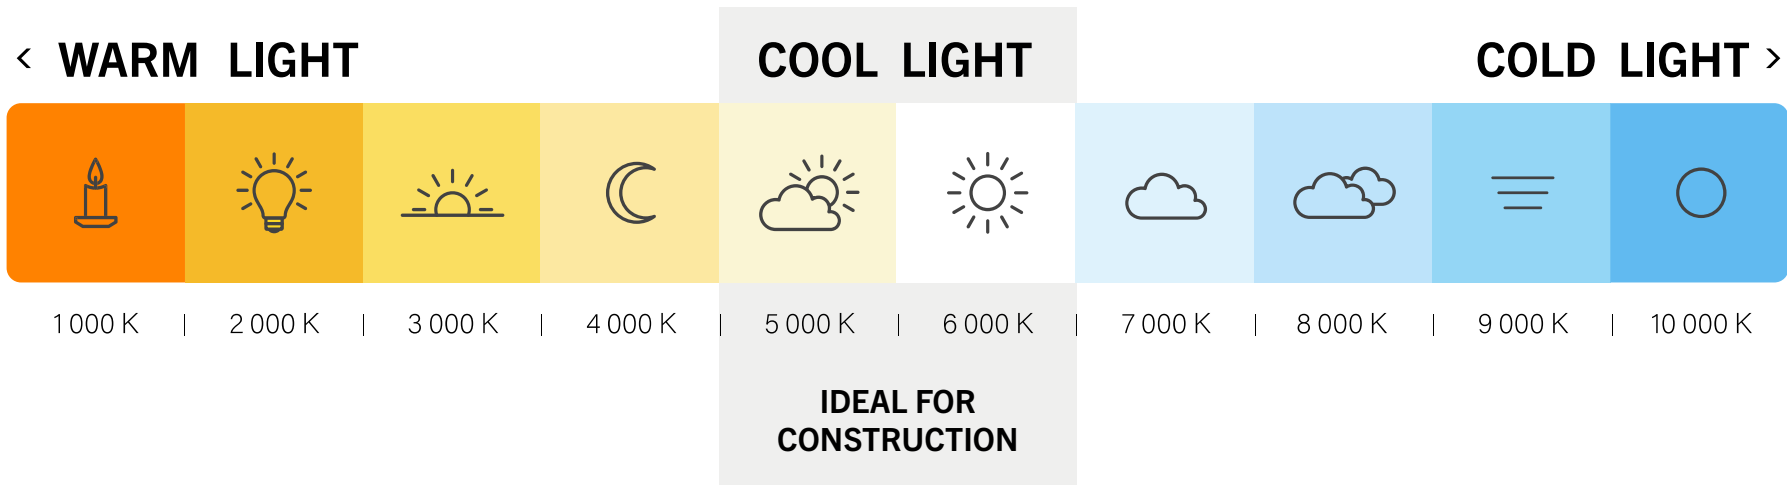 < WARM LIGHT
COOL LIGHT
COLD LIGHT >
1 000 K | 2 000 K | 3 000 K | 4 000 K | 5 000 K | 6 000 K | 7 000 K | 8 000 K | 9 000 K | 10 000 K
IDEAL FOR
CONSTRUCTION